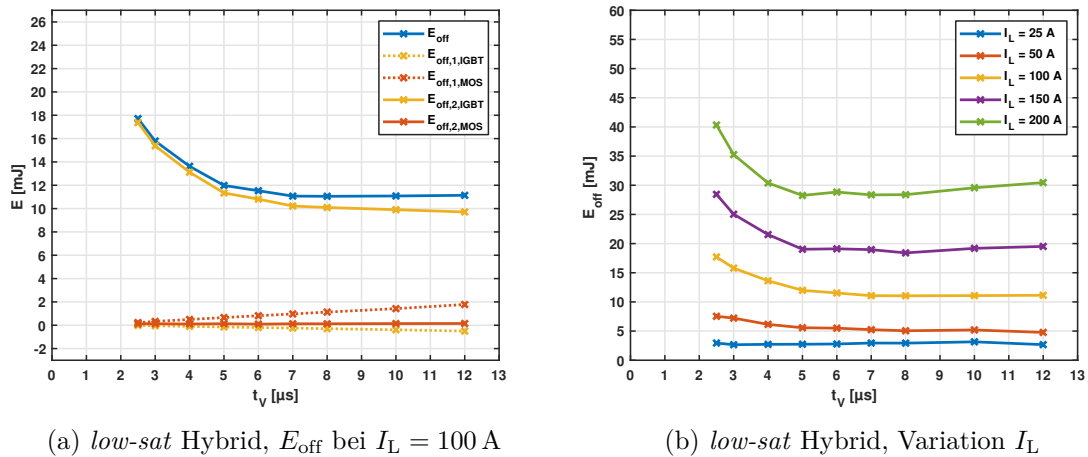 26
24
22
20
18
16
14
12
10
8
6
4
2
0
-2
E [mJ]
E_off
E_off,1,IGBT
E_off,1,MOS
E_off,2,IGBT
E_off,2,MOS
0 1 2 3 4 5 6 7 8 9 10 11 12 13
t_V [µs]
(a) low-sat Hybrid, E_off bei I_L = 100 A
60
50
40
30
20
15
10
5
0
E_off [mJ]
I_L = 25 A
I_L = 50 A
I_L = 100 A
I_L = 150 A
I_L = 200 A
0 1 2 3 4 5 6 7 8 9 10 11 12 13
t_V [µs]
(b) low-sat Hybrid, Variation I_L